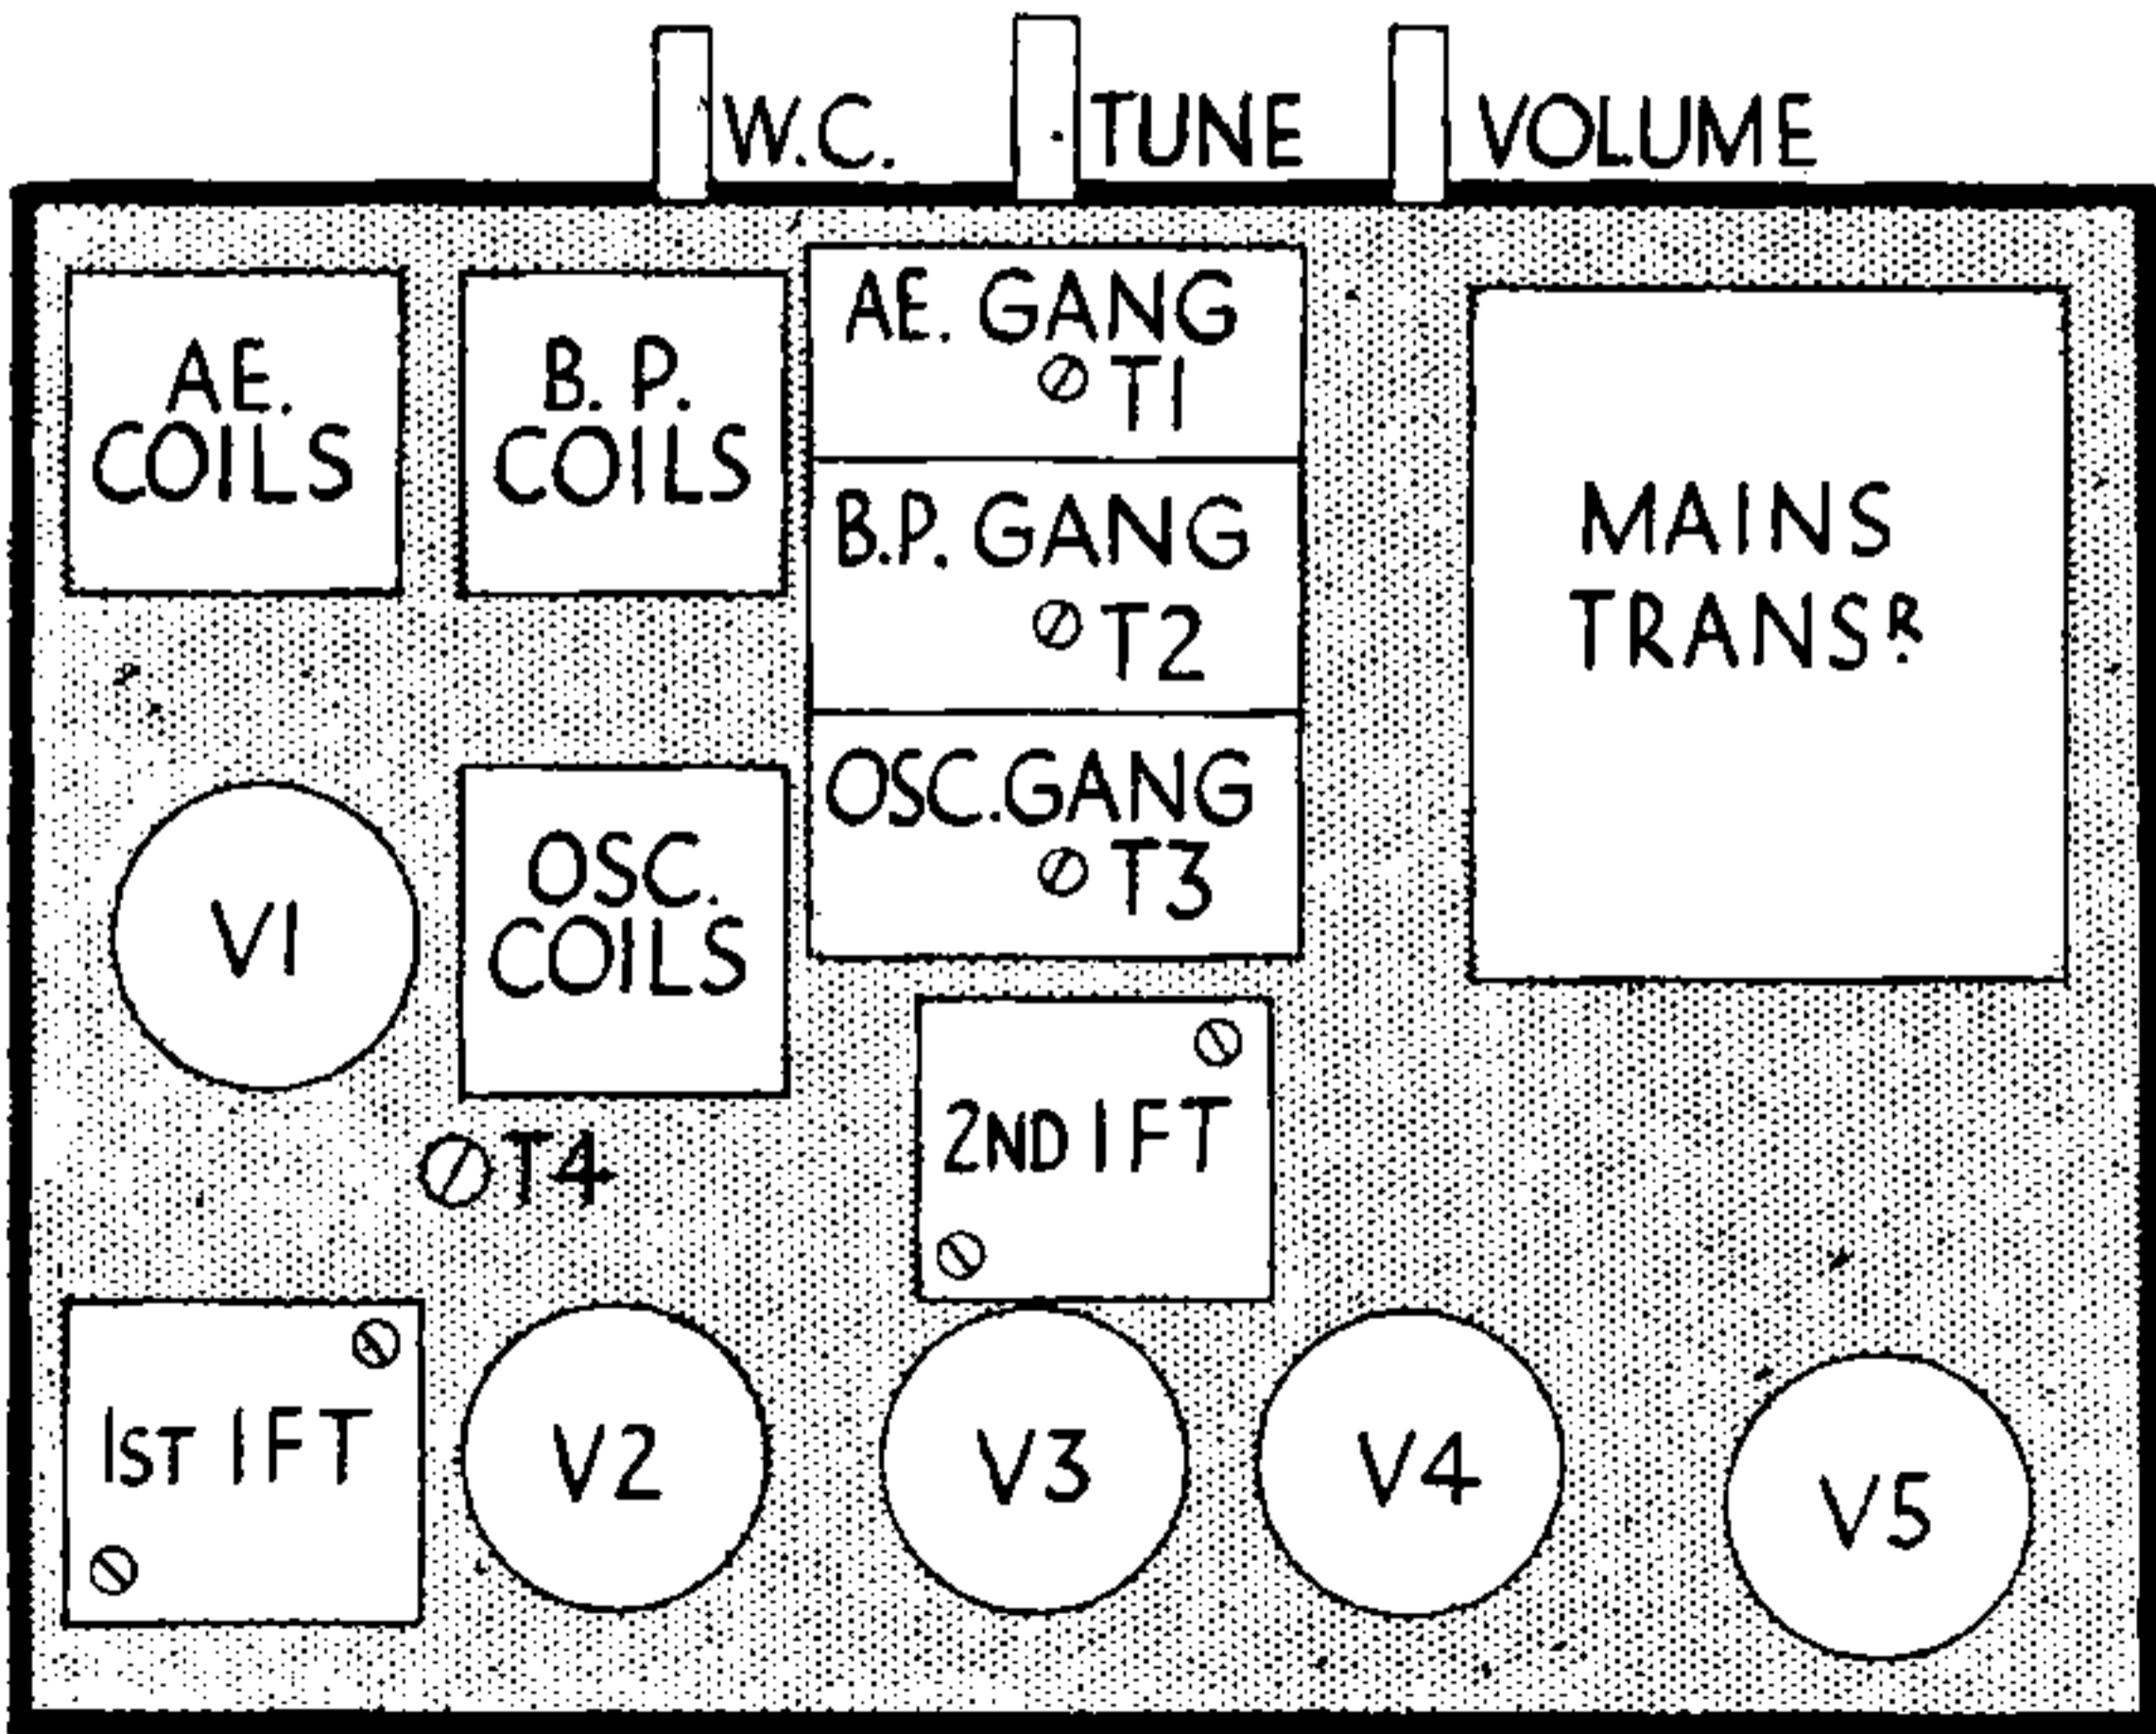 W.C.
TUNE
VOLUME
AE.
COILS
B. P.
COILS
AE. GANG
T1
B.P. GANG
T2
OSC. GANG
T3
MAINS
TRANSR.
V1
OSC.
COILS
T4
2ND IFT
1ST IFT
V2
V3
V4
V5